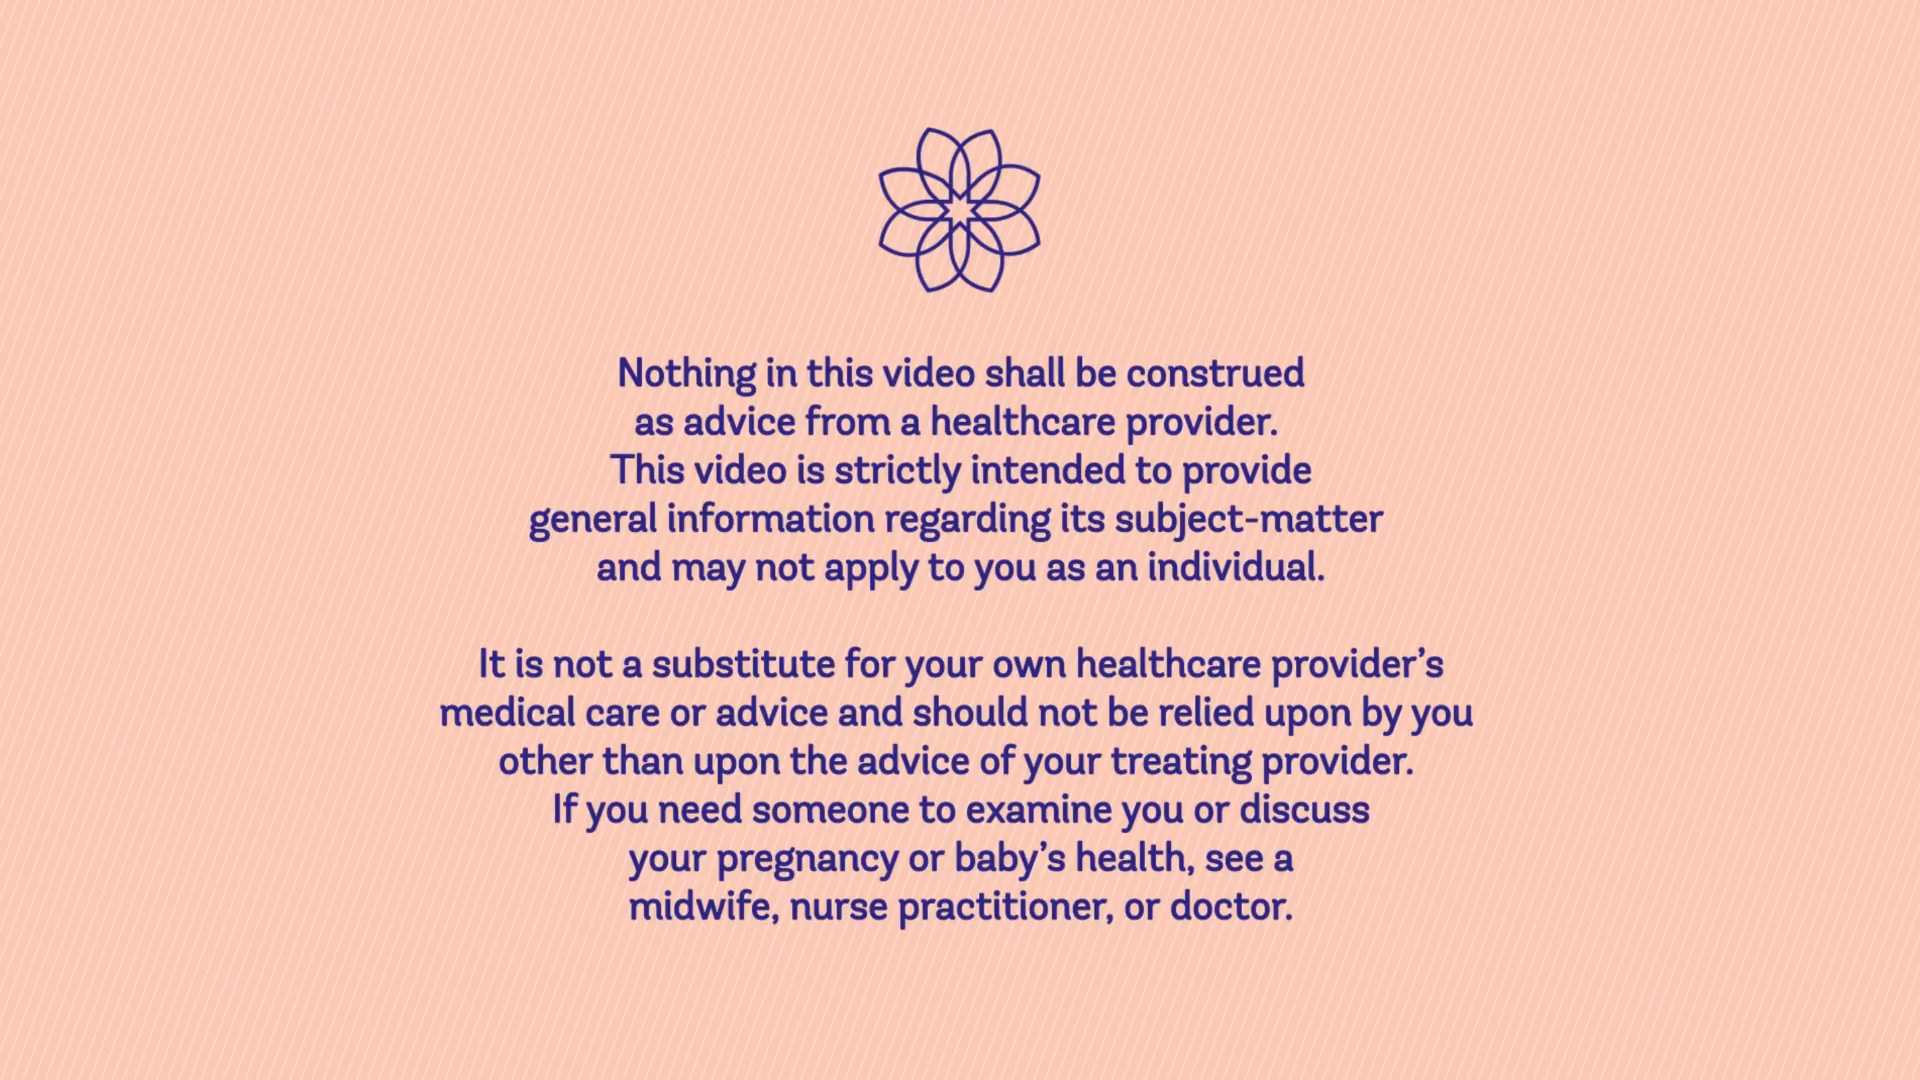 Nothing in this video shall be construed
as advice from a healthcare provider.
This video is strictly intended to provide
general information regarding its subject-matter
and may not apply to you as an individual.
It is not a substitute for your own healthcare provider’s
medical care or advice and should not be relied upon by you
other than upon the advice of your treating provider.
If you need someone to examine you or discuss
your pregnancy or baby’s health, see a
midwife, nurse practitioner, or doctor.